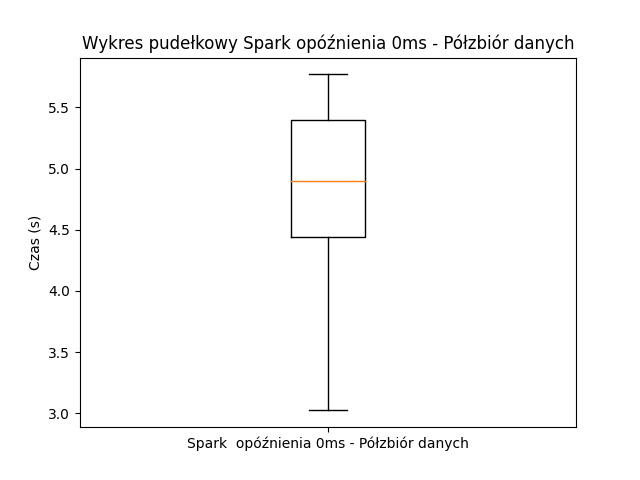 Wykres pudełkowy Spark opóźnienia 0ms - Półzbiór danych
5.5
5.0
4.5
4.0
3.5
3.0
Czas (s)
Spark  opóźnienia 0ms - Półzbiór danych